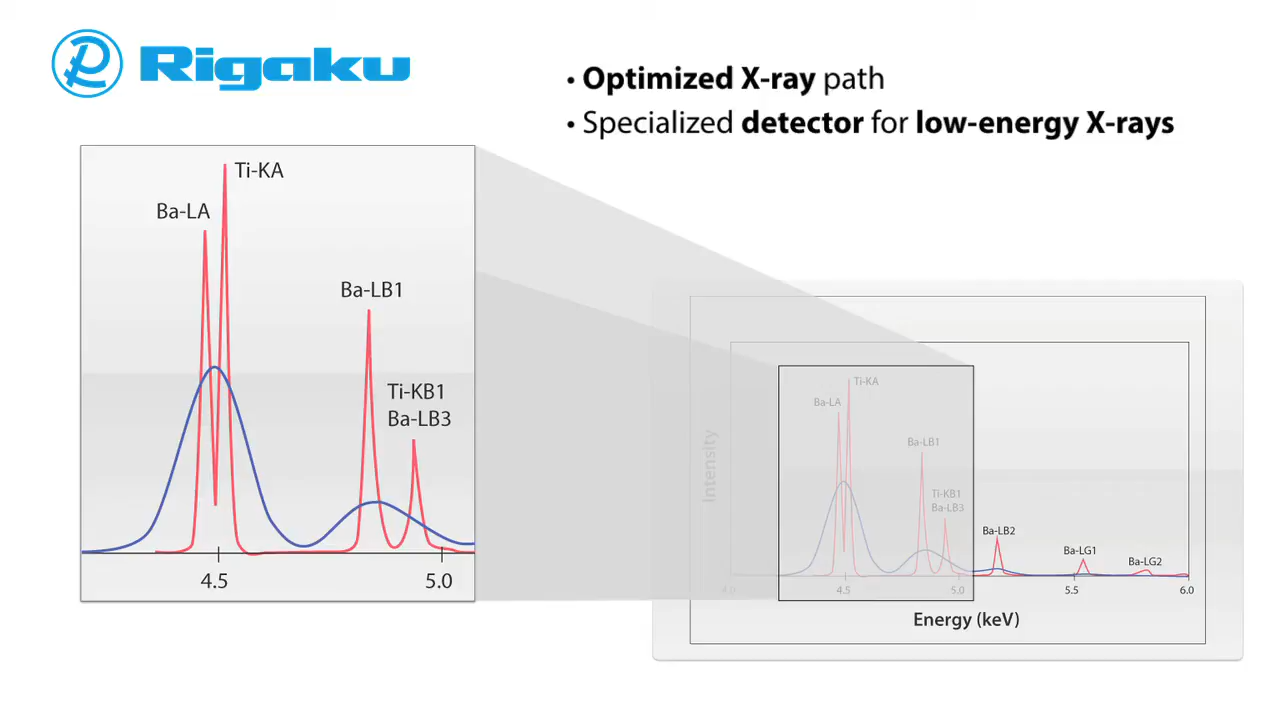 Rigaku
• Optimized X-ray path
• Specialized detector for low-energy X-rays
Ti-KA
Ba-LA
Ba-LB1
Ti-KB1
Ba-LB3
4.5
5.0
Intensity
Ti-KA
Ba-LA
Ba-LB1
Ti-KB1
Ba-LB3
Ba-LB2
Ba-LG1
Ba-LG2
4.0
4.5
5.0
5.5
6.0
Energy (keV)